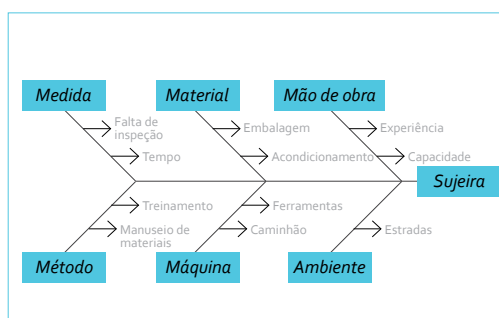 Medida
Material
Mão de obra
Falta de
inspeção
Embalagem
Experiência
Tempo
Acondicionamento
Capacidade
Sujeira
Treinamento
Ferramentas
Manuseio de
materiais
Caminhão
Estradas
Método
Máquina
Ambiente